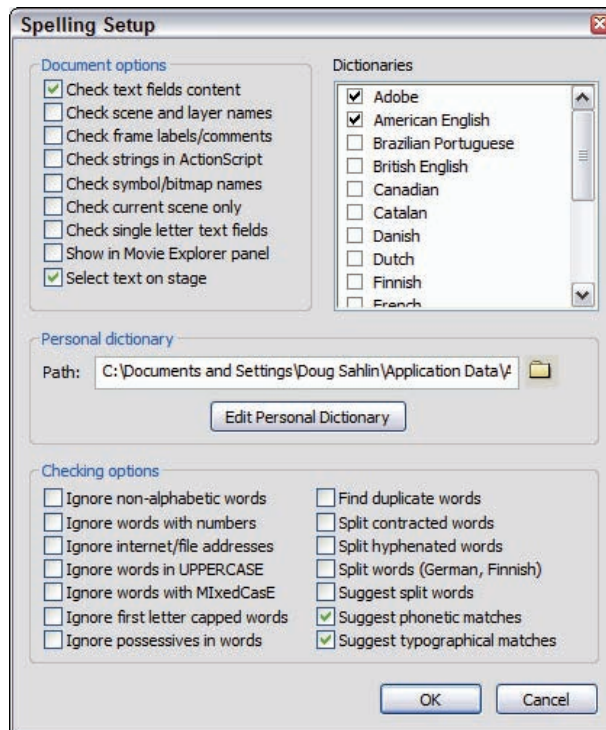 Spelling Setup
Document options
Check text fields content
Check scene and layer names
Check frame labels/comments
Check strings in ActionScript
Check symbol/bitmap names
Check current scene only
Check single letter text fields
Show in Movie Explorer panel
Select text on stage
Dictionaries
Adobe
American English
Brazilian Portuguese
British English
Canadian
Catalan
Danish
Dutch
Finnish
French
Personal dictionary
Path: C:\Documents and Settings\Doug Sahlin\Application Data\A
Edit Personal Dictionary
Checking options
Ignore non-alphabetic words
Ignore words with numbers
Ignore internet/file addresses
Ignore words in UPPERCASE
Ignore words with MIxedCasE
Ignore first letter capped words
Ignore possessives in words
Find duplicate words
Split contracted words
Split hyphenated words
Split words (German, Finnish)
Suggest split words
Suggest phonetic matches
Suggest typographical matches
OK
Cancel